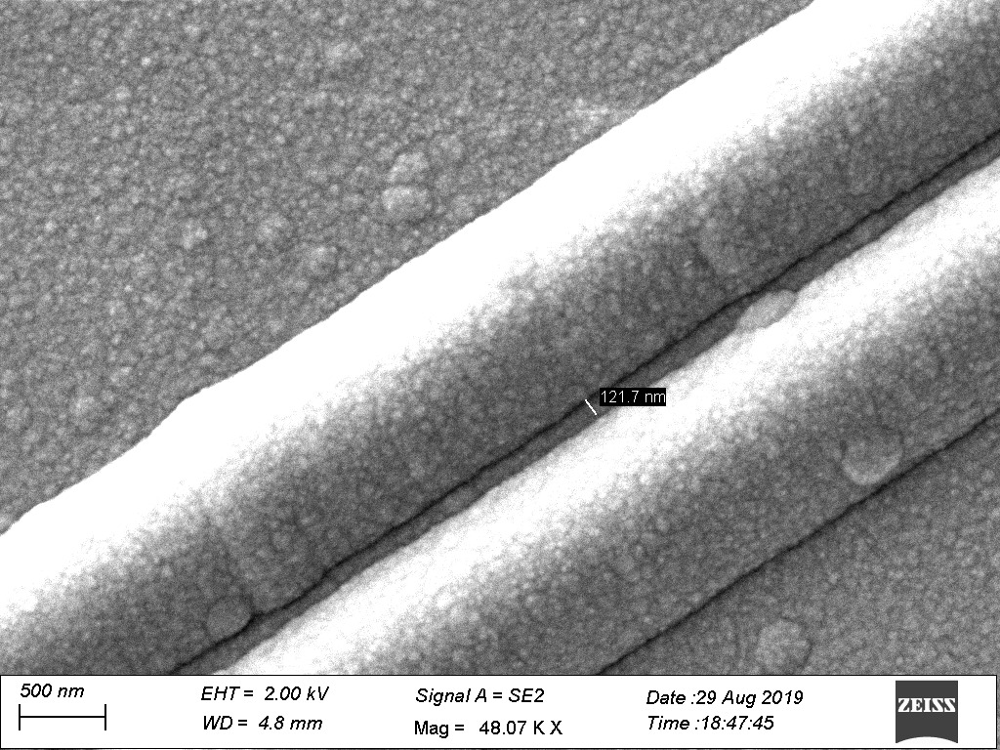 121.7 nm
500 nm
EHT = 2.00 kV
WD = 4.8 mm
Signal A = SE2
Mag = 48.07 K X
Date :29 Aug 2019
Time :18:47:45
ZEISS